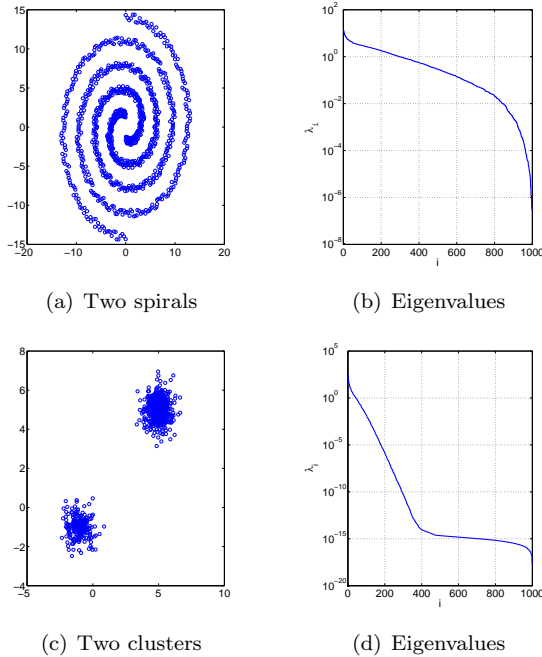 15
10
5
0
−5
−10
−15
−20 −10 0 10 20
(a) Two spirals
10^2
10^0
10^−2
10^−4
10^−6
10^−8
λ_i
0 200 400 600 800 1000
i
(b) Eigenvalues
8
6
4
2
0
−2
−4
−5 0 5 10
(c) Two clusters
10^5
10^0
10^−5
10^−10
10^−15
10^−20
λ_i
0 200 400 600 800 1000
i
(d) Eigenvalues